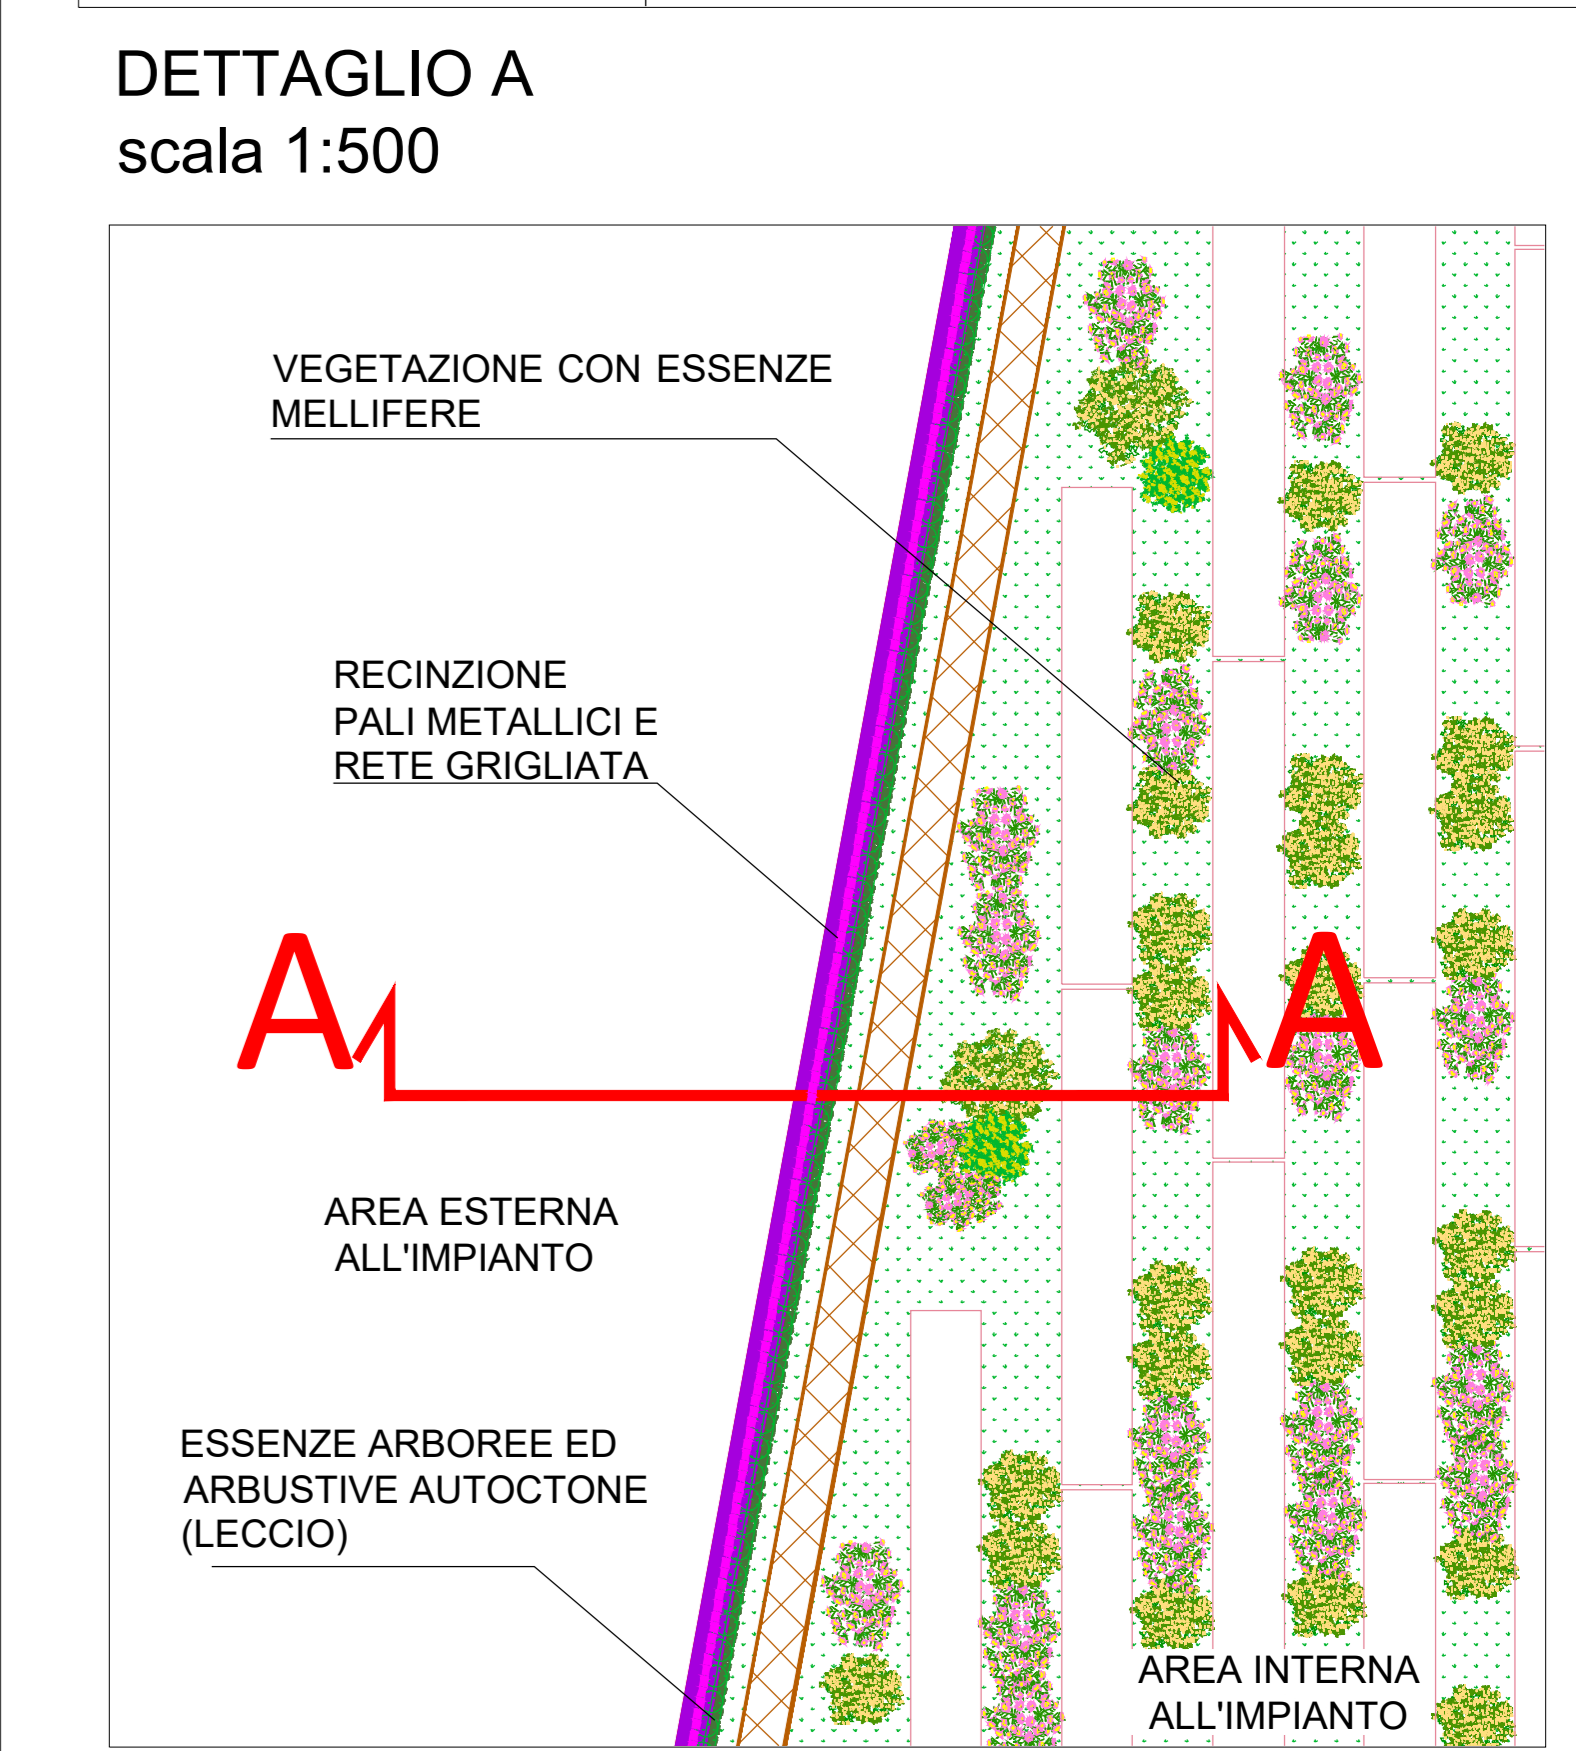 DETTAGLIO A
scala 1:500
VEGETAZIONE CON ESSENZE
MELLIFERE
RECINZIONE
PALI METALLICI E
RETE GRIGLIATA
A
A
AREA ESTERNA
ALL'IMPIANTO
ESSENZE ARBOREE ED
ARBUSTIVE AUTOCTONE
(LECCIO)
AREA INTERNA
ALL'IMPIANTO